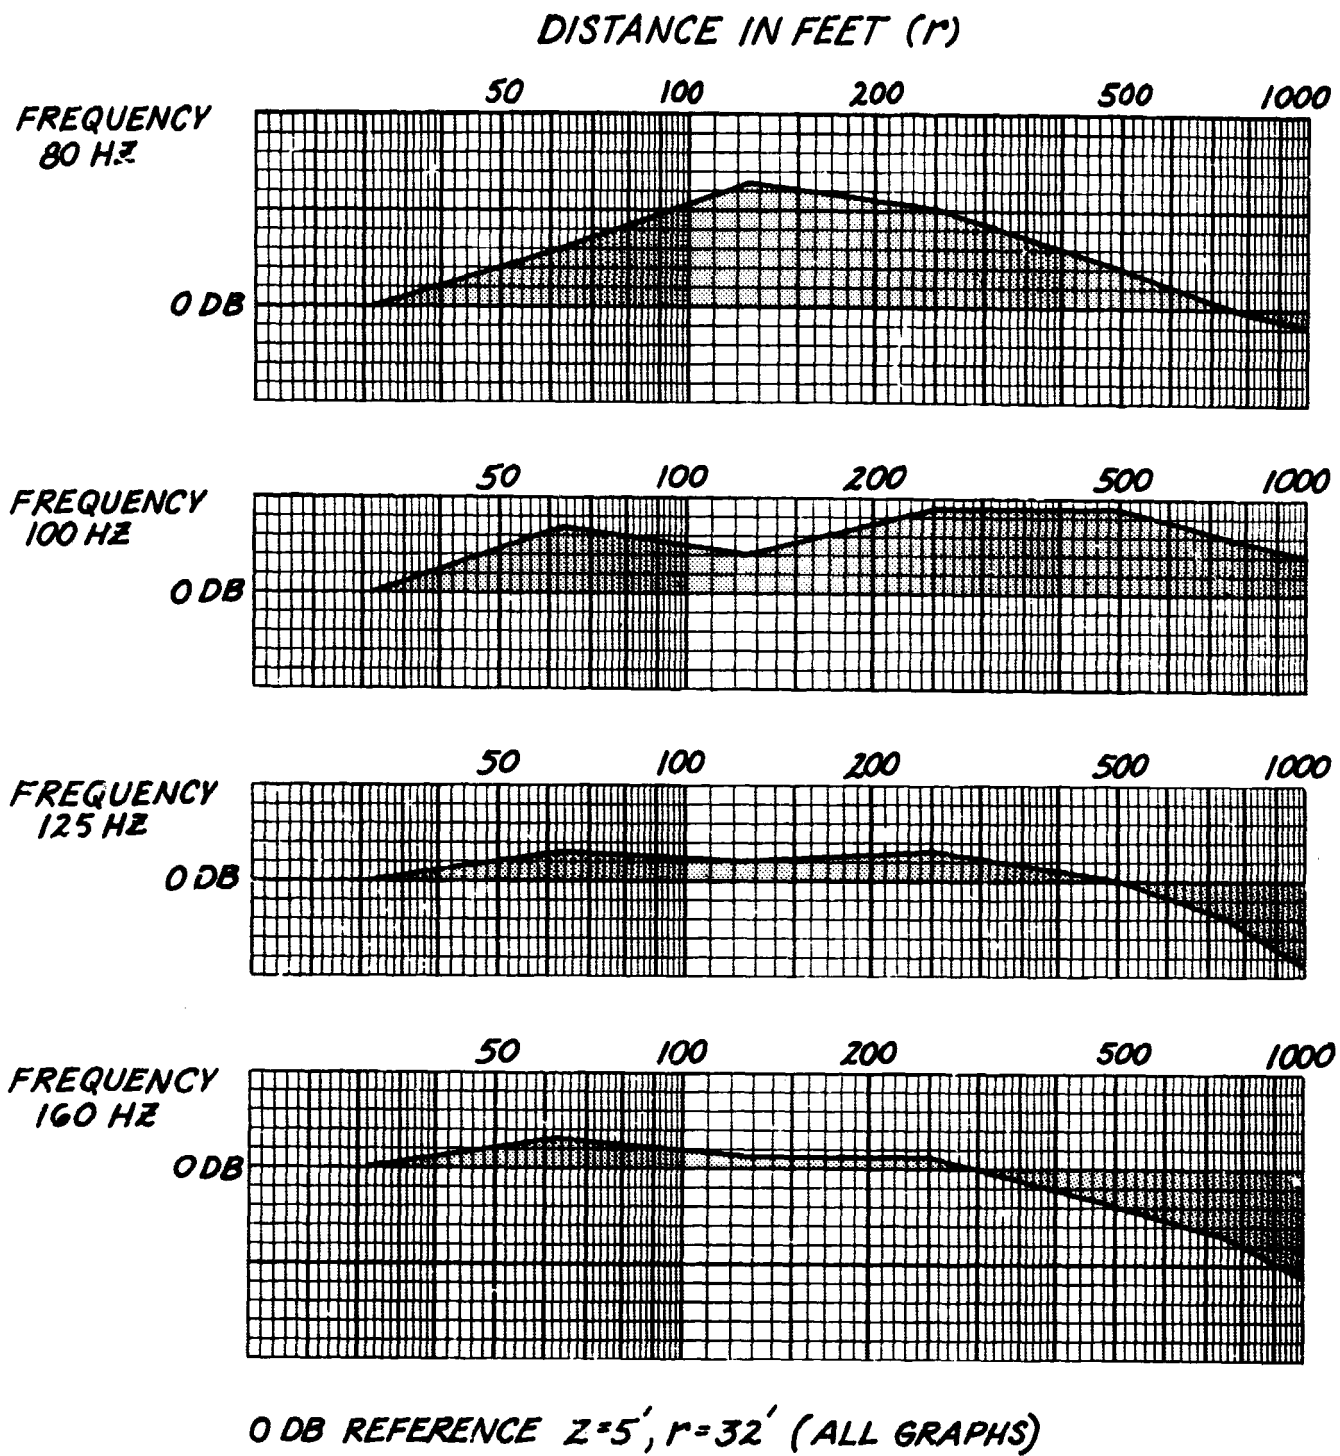 DISTANCE IN FEET (r)
50 100 200 500 1000
FREQUENCY
80 HZ
0 DB
50 100 200 500 1000
FREQUENCY
100 HZ
0 DB
50 100 200 500 1000
FREQUENCY
125 HZ
0 DB
50 100 200 500 1000
FREQUENCY
160 HZ
0 DB
0 DB REFERENCE Z=5', r=32' (ALL GRAPHS)